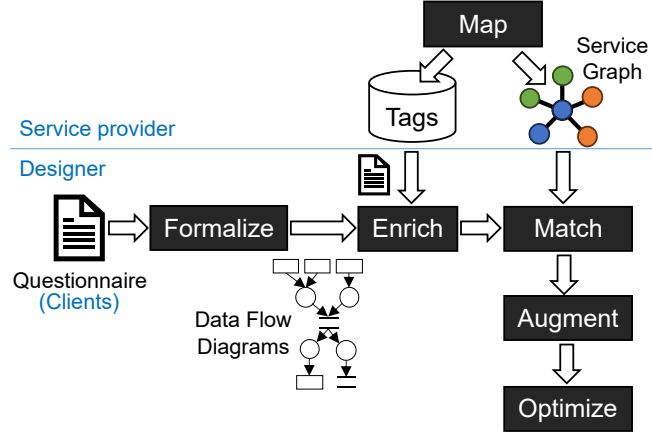 Map
Service
Graph
Tags
Service provider
Designer
Formalize
Enrich
Match
Questionnaire
(Clients)
Data Flow
Diagrams
Augment
Optimize